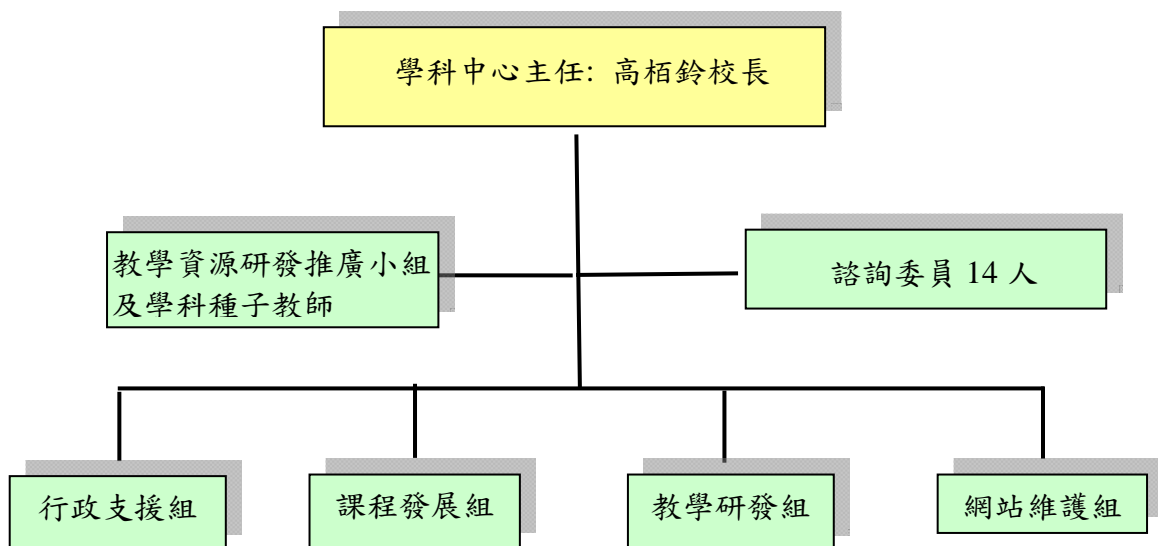 學科中心主任: 高栢鈴校長
教學資源研發推廣小組
及學科種子教師
諮詢委員 14 人
行政支援組
課程發展組
教學研發組
網站維護組